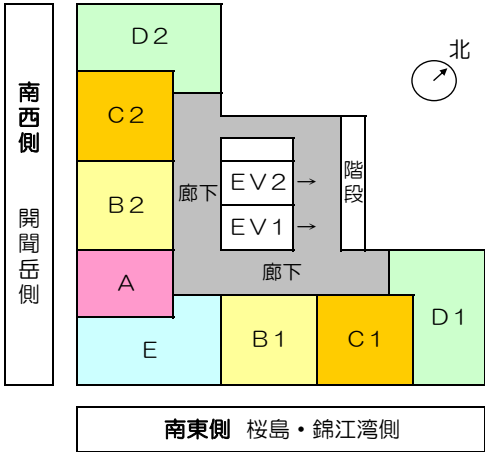 D2
北
C2
階段
廊下
EV2 →
B2
EV1 →
廊下
A
D1
E
B1
C1
南西側 開聞岳側
南東側 桜島・錦江湾側